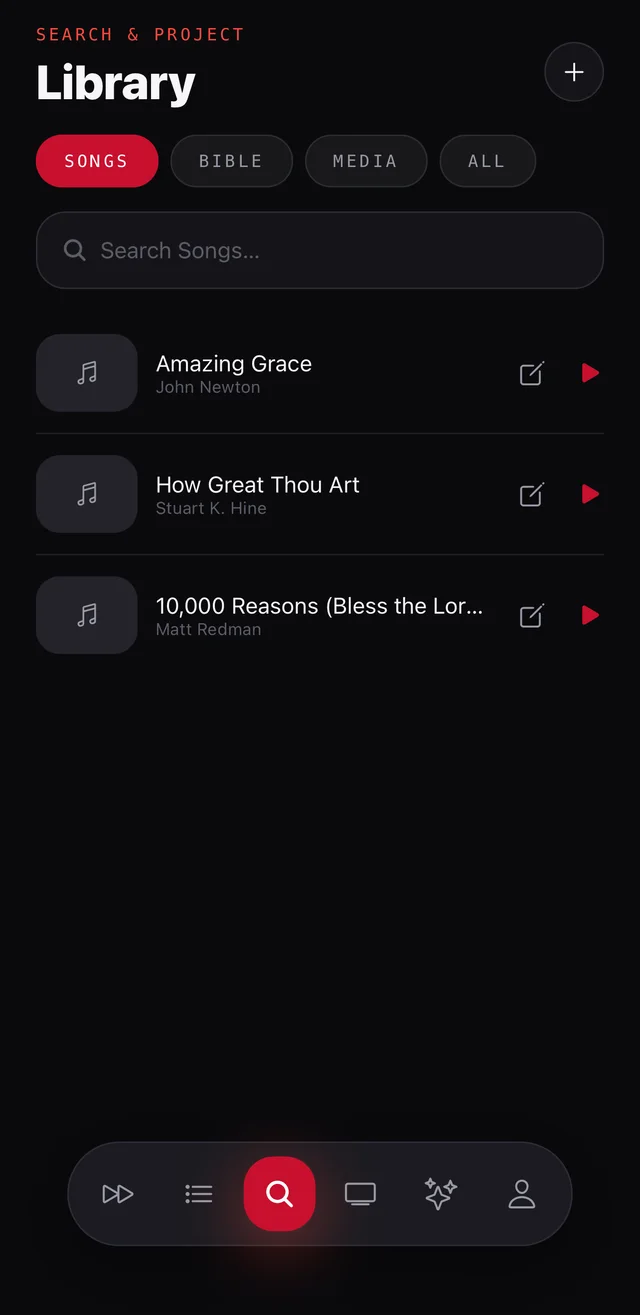 SEARCH & PROJECT
Library
SONGS BIBLE MEDIA ALL
Search Songs...
Amazing Grace
John Newton
How Great Thou Art
Stuart K. Hine
10,000 Reasons (Bless the Lor...
Matt Redman